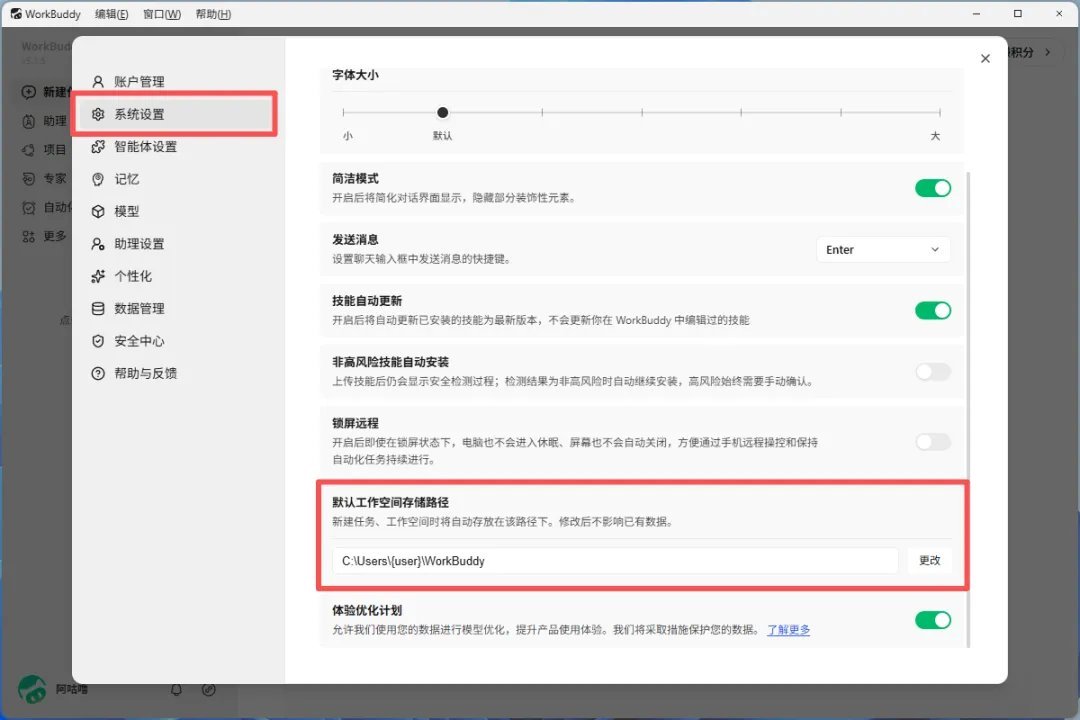 WorkBuddy 编辑(E) 窗口(W) 帮助(H)
WorkBud
v5.1.5
积分
新建
助理
项目
专家
自动化
更多
点
阿咕噜
账户管理
系统设置
智能体设置
记忆
模型
助理设置
个性化
数据管理
安全中心
帮助与反馈
字体大小
小 默认 大
简洁模式
开启后将简化对话界面显示，隐藏部分装饰性元素。
发送消息
设置聊天输入框中发送消息的快捷键。
Enter
技能自动更新
开启后将自动更新已安装的技能为最新版本，不会更新你在 WorkBuddy 中编辑过的技能
非高风险技能自动安装
上传技能后仍会显示安全检测过程；检测结果为非高风险时自动继续安装，高风险始终需要手动确认。
锁屏远程
开启后即使在锁屏状态下，电脑也不会进入休眠、屏幕也不会自动关闭，方便通过手机远程操控和保持
自动化任务持续进行。
默认工作空间存储路径
新建任务、工作空间时将自动存放在该路径下。修改后不影响已有数据。
C:\Users\{user}\WorkBuddy
更改
体验优化计划
允许我们使用您的数据进行模型优化，提升产品使用体验。我们将采取措施保护您的数据。 了解更多